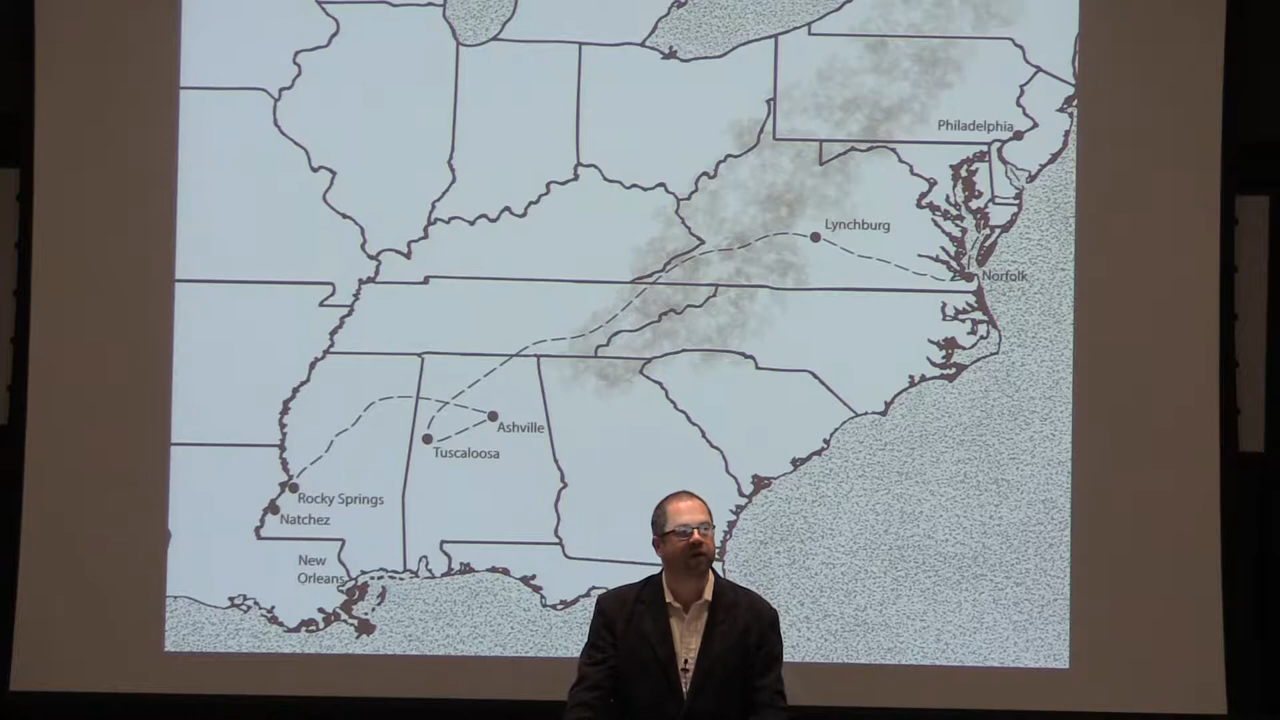 Philadelphia
Lynchburg
Norfolk
Ashville
Tuscaloosa
Rocky Springs
Natchez
New
Orleans